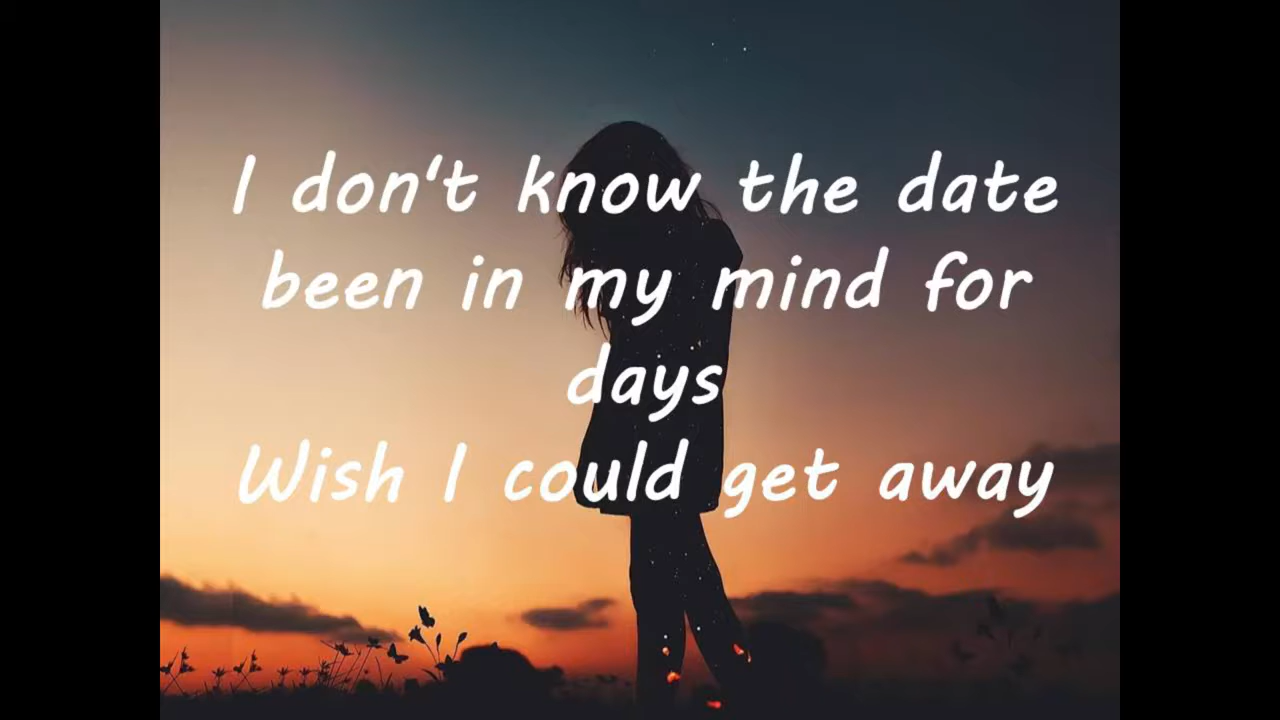 I don't know the date
been in my mind for
days
Wish I could get away